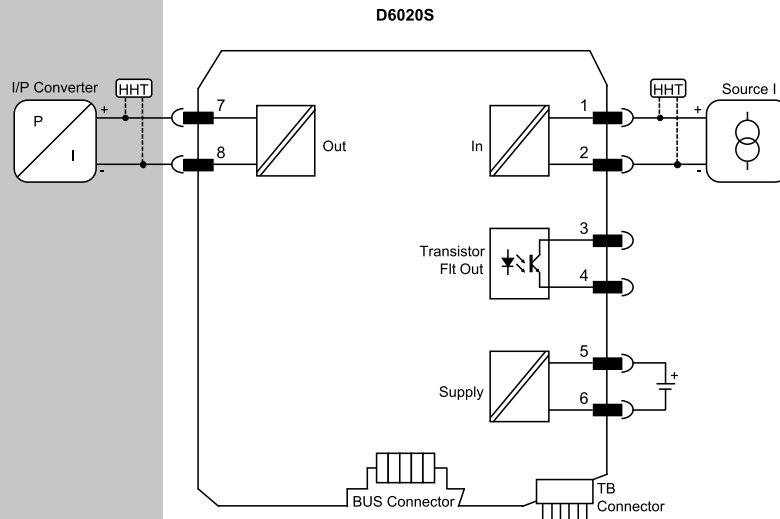 D6020S
I/P Converter
HHT
HHT
Source I
P
I
+
-
7
8
Out
In
1
2
+
-
Transistor
Flt Out
3
4
Supply
5
6
+
BUS Connector
TB
Connector